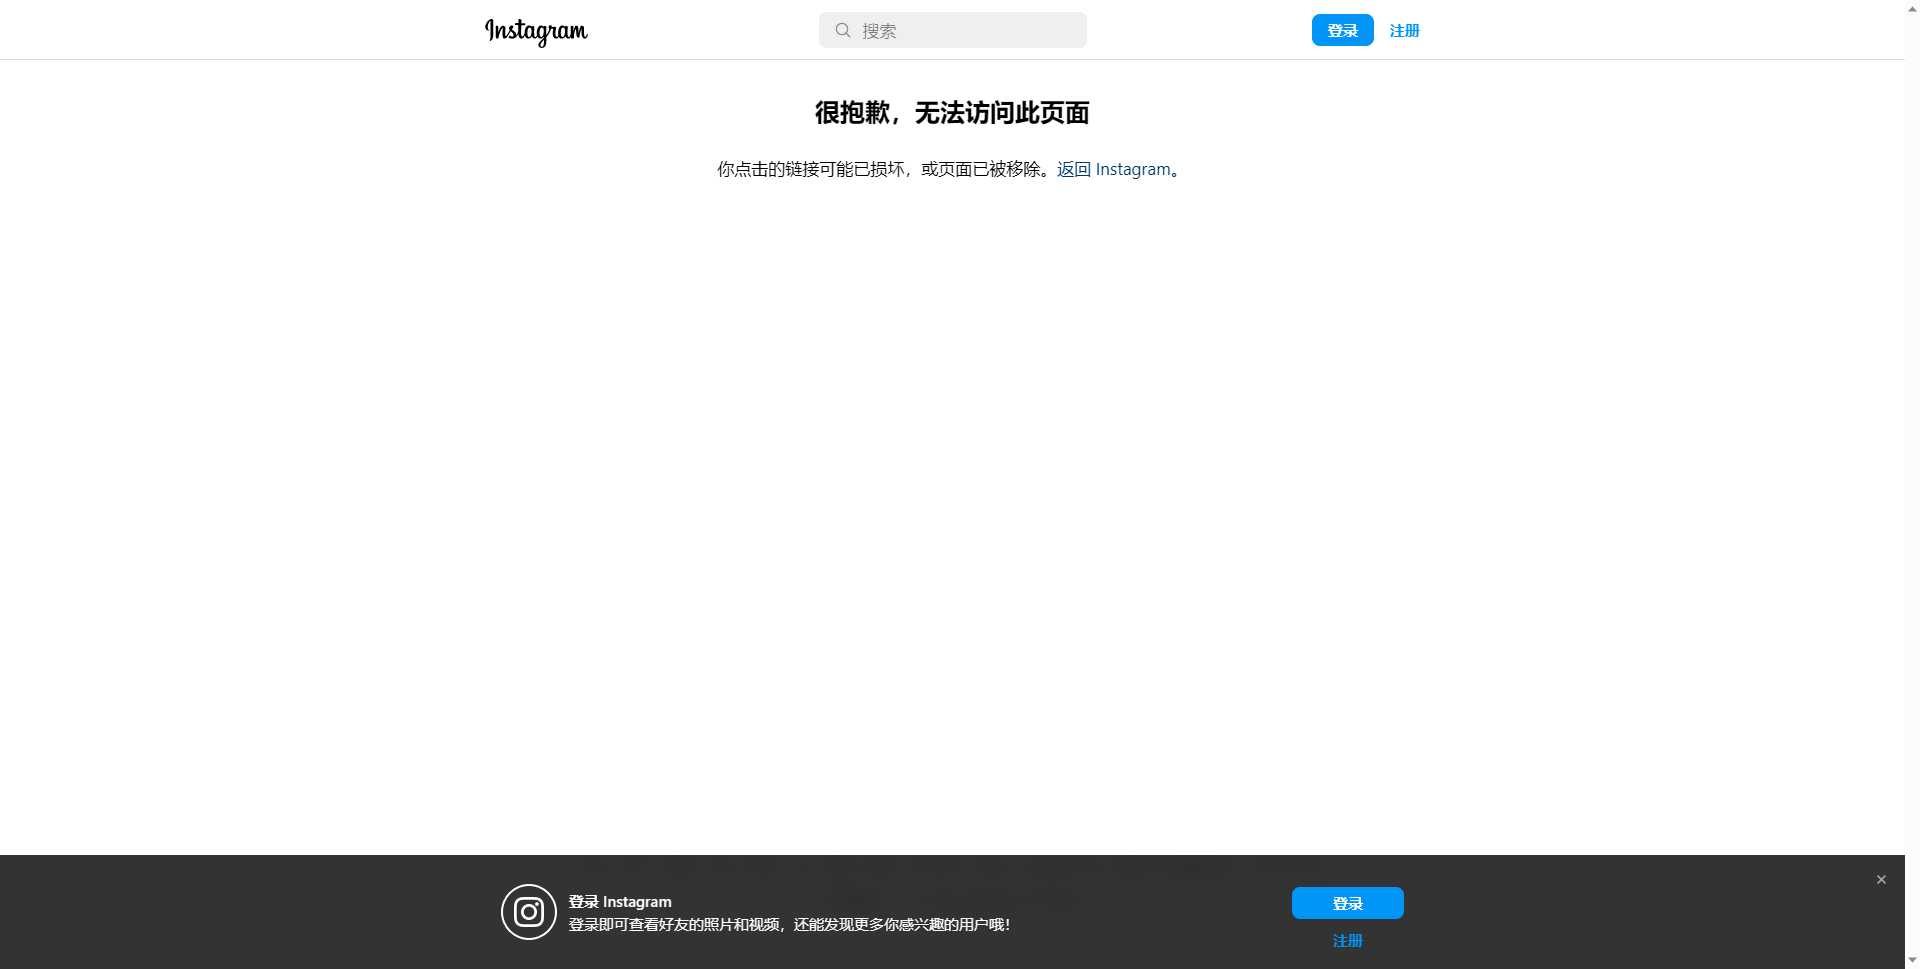 Instagram
搜索
登录
注册
很抱歉，无法访问此页面
你点击的链接可能已损坏，或页面已被移除。返回 Instagram。
登录 Instagram
登录即可查看好友的照片和视频，还能发现更多你感兴趣的用户哦！
登录
注册